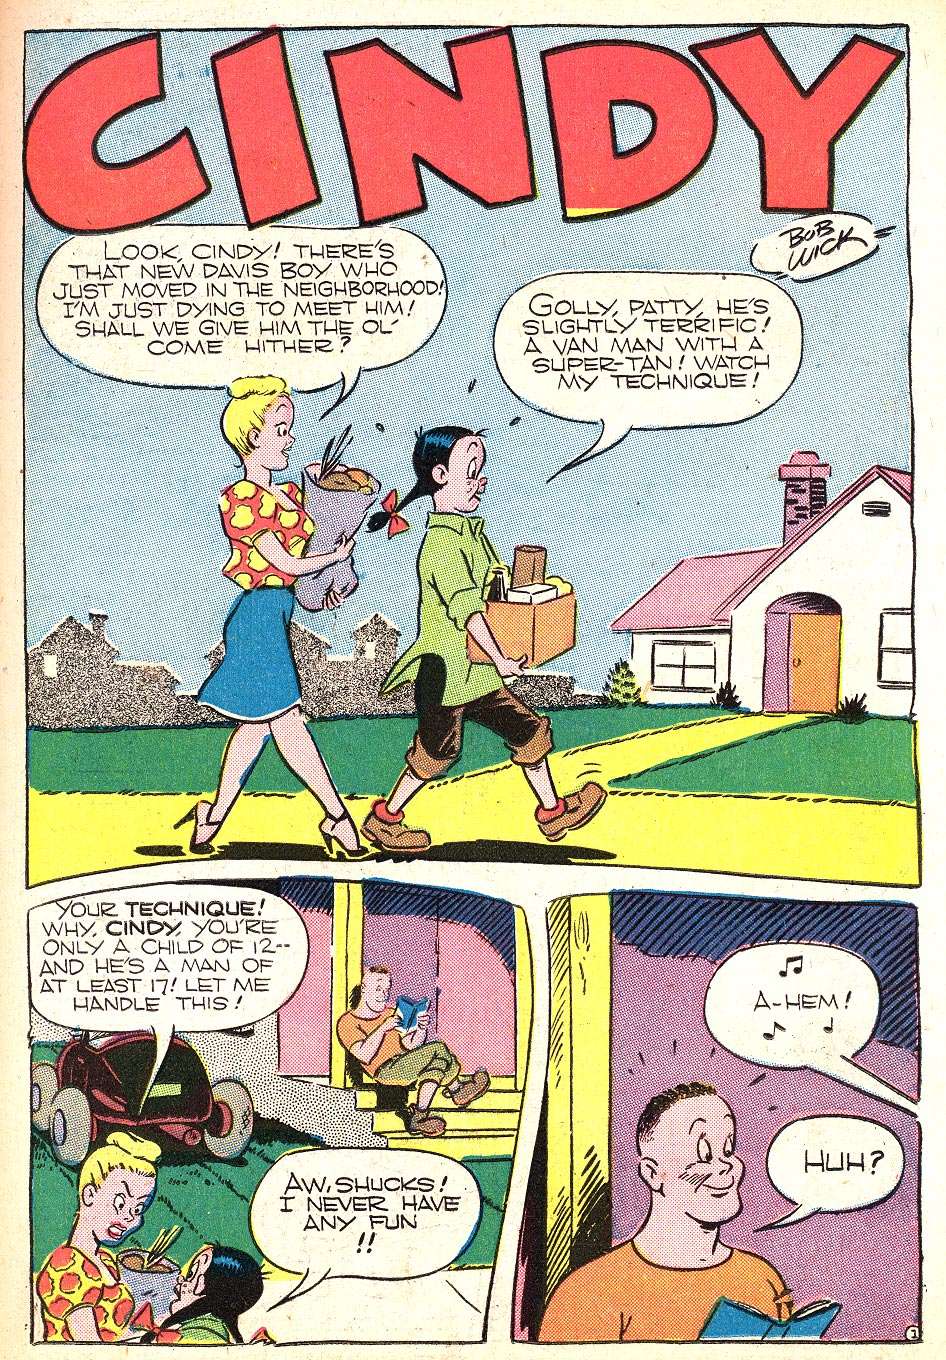 CINDY
BOB
WICK
LOOK, CINDY! THERE'S
THAT NEW DAVIS BOY WHO
JUST MOVED IN THE NEIGHBORHOOD!
I'M JUST DYING TO MEET HIM!
SHALL WE GIVE HIM THE OL'
COME HITHER?
GOLLY, PATTY, HE'S
SLIGHTLY TERRIFIC!
A VAN MAN WITH A
SUPER-TAN! WATCH
MY TECHNIQUE!
YOUR TECHNIQUE!
WHY, CINDY, YOU'RE
ONLY A CHILD OF 12--
AND HE'S A MAN OF
AT LEAST 17! LET ME
HANDLE THIS!
AW, SHUCKS!
I NEVER HAVE
ANY FUN
!!
A-HEM!
HUH?
1